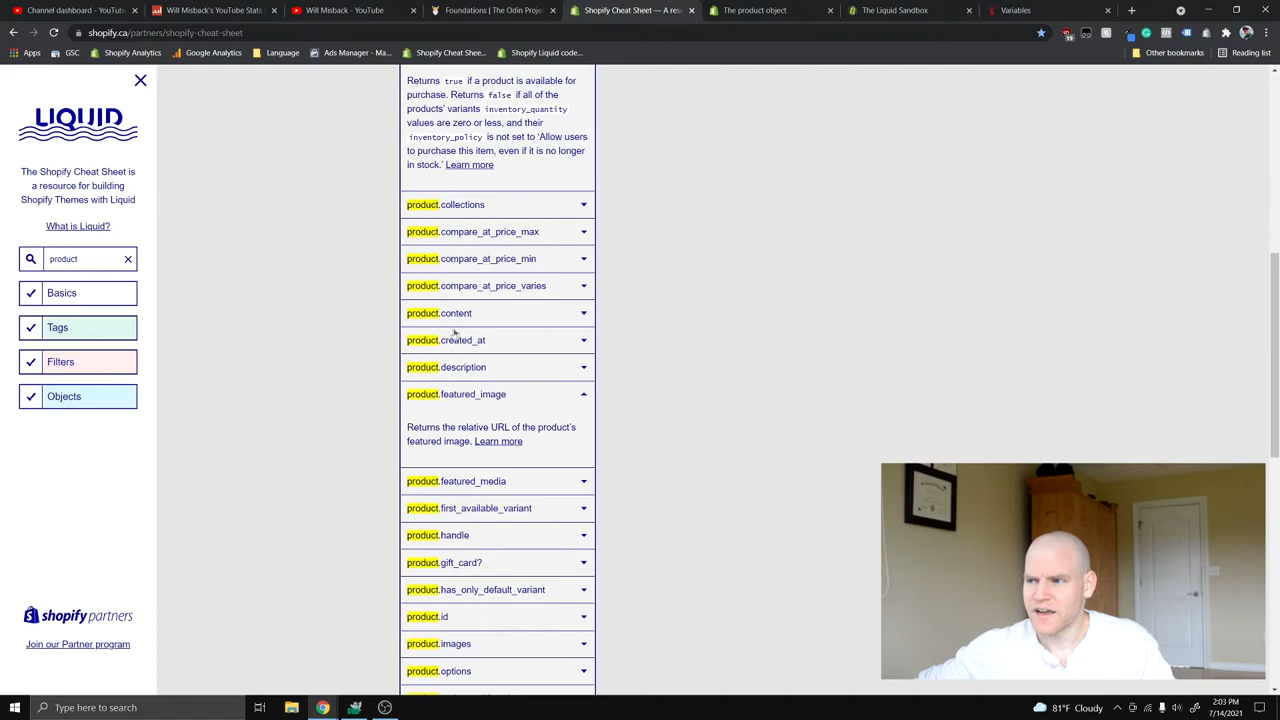 Channel dashboard - YouTu
Will Misback's YouTube Stats
Will Misback - YouTube
Foundations | The Odin Proje
Shopify Cheat Sheet — A res
The product object
The Liquid Sandbox
Variables
shopify.ca/partners/shopify-cheat-sheet
Apps
GSC
Shopify Analytics
Google Analytics
Language
Ads Manager - Ma...
Shopify Cheat Shee...
Shopify Liquid code...
Other bookmarks
Reading list
LIQUID
The Shopify Cheat Sheet is
a resource for building
Shopify Themes with Liquid
What is Liquid?
product
Basics
Tags
Filters
Objects
shopify partners
Join our Partner program
Returns true if a product is available for
purchase. Returns false if all of the
products' variants inventory_quantity
values are zero or less, and their
inventory_policy is not set to 'Allow users
to purchase this item, even if it is no longer
in stock.' Learn more
product.collections
product.compare_at_price_max
product.compare_at_price_min
product.compare_at_price_varies
product.content
product.created_at
product.description
product.featured_image
Returns the relative URL of the product's
featured image. Learn more
product.featured_media
product.first_available_variant
product.handle
product.gift_card?
product.has_only_default_variant
product.id
product.images
product.options
Type here to search
81°F Cloudy
2:03 PM
7/14/2021